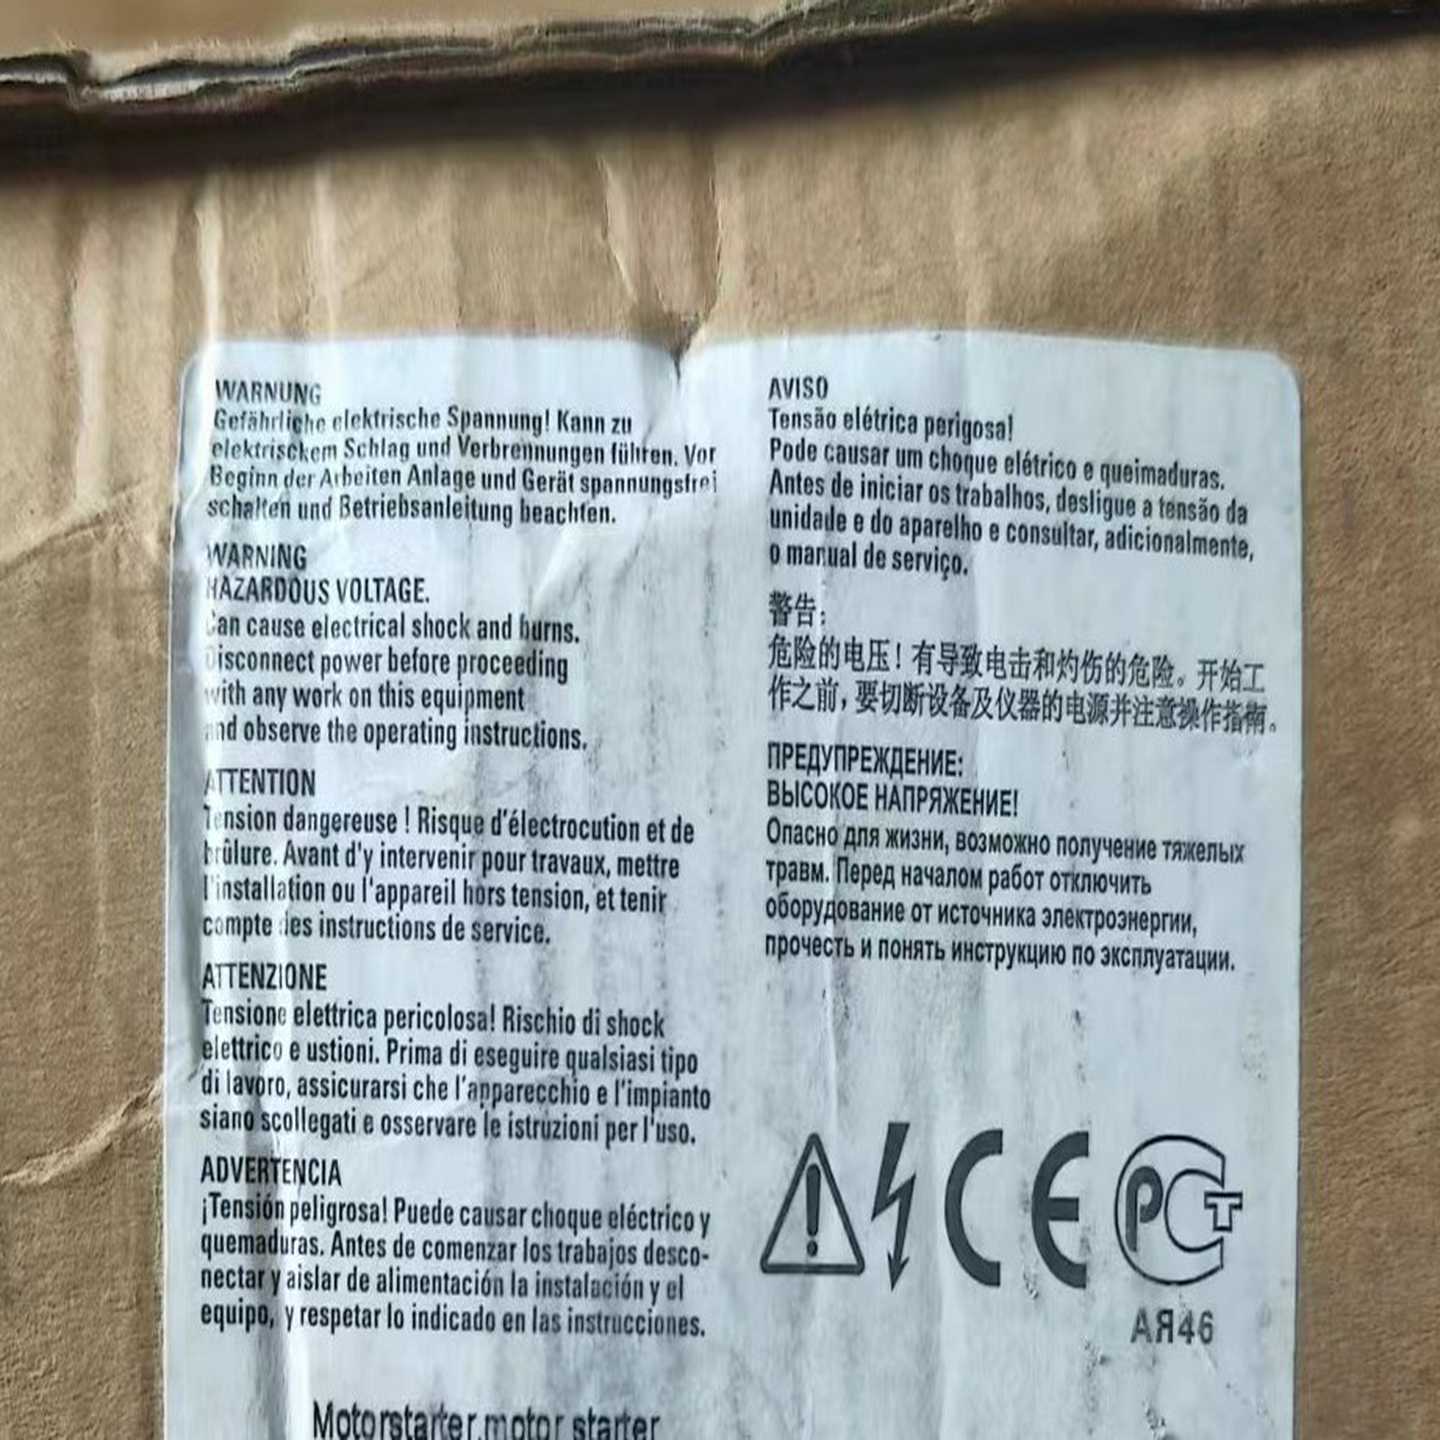 WARNUNG
Gefährliche elektrische Spannung! Kann zu
elektrischem Schlag und Verbrennungen führen. Vor
Beginn der Arbeiten Anlage und Gerät spannungsfrei
schalten und Betriebsanleitung beachten.
WARNING
HAZARDOUS VOLTAGE.
Can cause electrical shock and burns.
Disconnect power before proceeding
with any work on this equipment
and observe the operating instructions.
ATTENTION
Tension dangereuse ! Risque d'électrocution et de
brûlure. Avant d'y intervenir pour travaux, mettre
l'installation ou l'appareil hors tension, et tenir
compte des instructions de service.
ATTENZIONE
Tensione elettrica pericolosa! Rischio di shock
elettrico e ustioni. Prima di eseguire qualsiasi tipo
di lavoro, assicurarsi che l'apparecchio e l'impianto
siano scollegati e osservare le istruzioni per l'uso.
ADVERTENCIA
¡Tensión peligrosa! Puede causar choque eléctrico y
quemaduras. Antes de comenzar los trabajos desco-
nectar y aislar de alimentación la instalación y el
equipo, y respetar lo indicado en las instrucciones.
AVISO
Tensão elétrica perigosa!
Pode causar um choque elétrico e queimaduras.
Antes de iniciar os trabalhos, desligue a tensão da
unidade e do aparelho e consultar, adicionalmente,
o manual de serviço.
警告：
危险的电压！有导致电击和灼伤的危险。开始工
作之前，要切断设备及仪器的电源并注意操作指南。
ПРЕДУПРЕЖДЕНИЕ:
ВЫСОКОЕ НАПРЯЖЕНИЕ!
Опасно для жизни, возможно получение тяжелых
травм. Перед началом работ отключить
оборудование от источника электроэнергии,
прочесть и понять инструкцию по эксплуатации.
CE РСТ
АЯ46
Motorstarter,motor starter